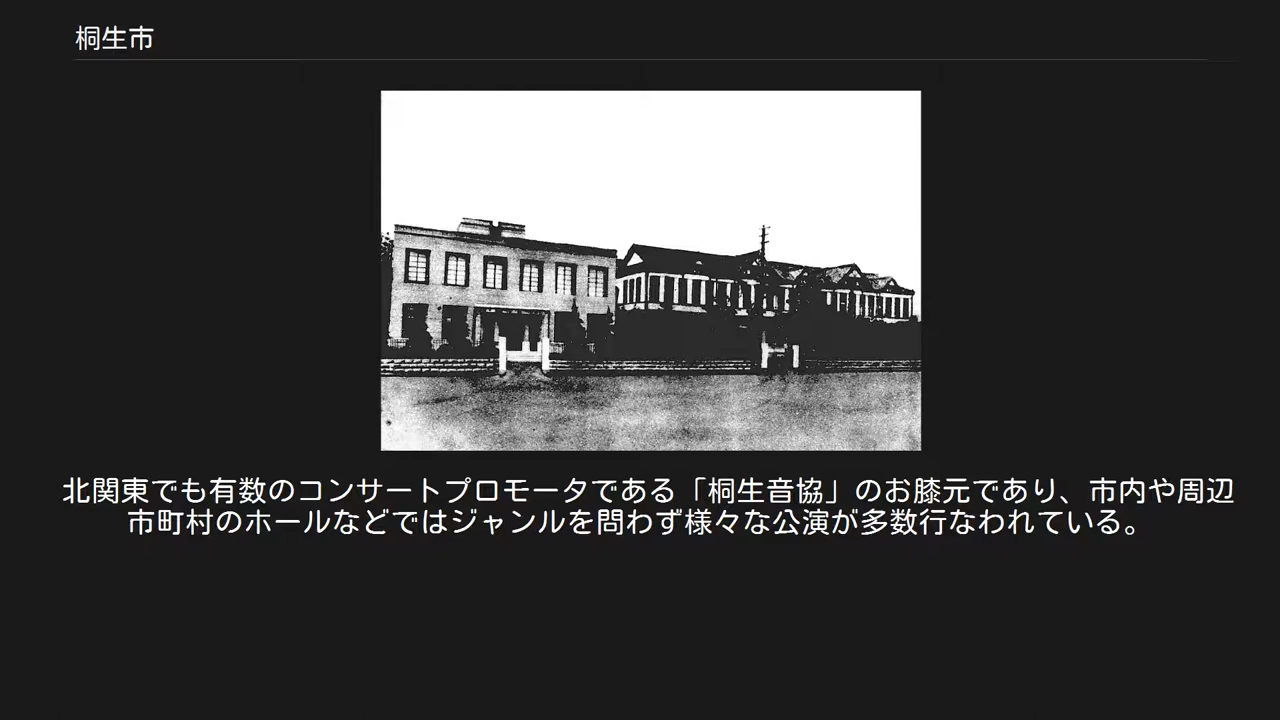 桐生市
北関東でも有数のコンサートプロモータである「桐生音協」のお膝元であり、市内や周辺
市町村のホールなどではジャンルを問わず様々な公演が多数行なわれている。